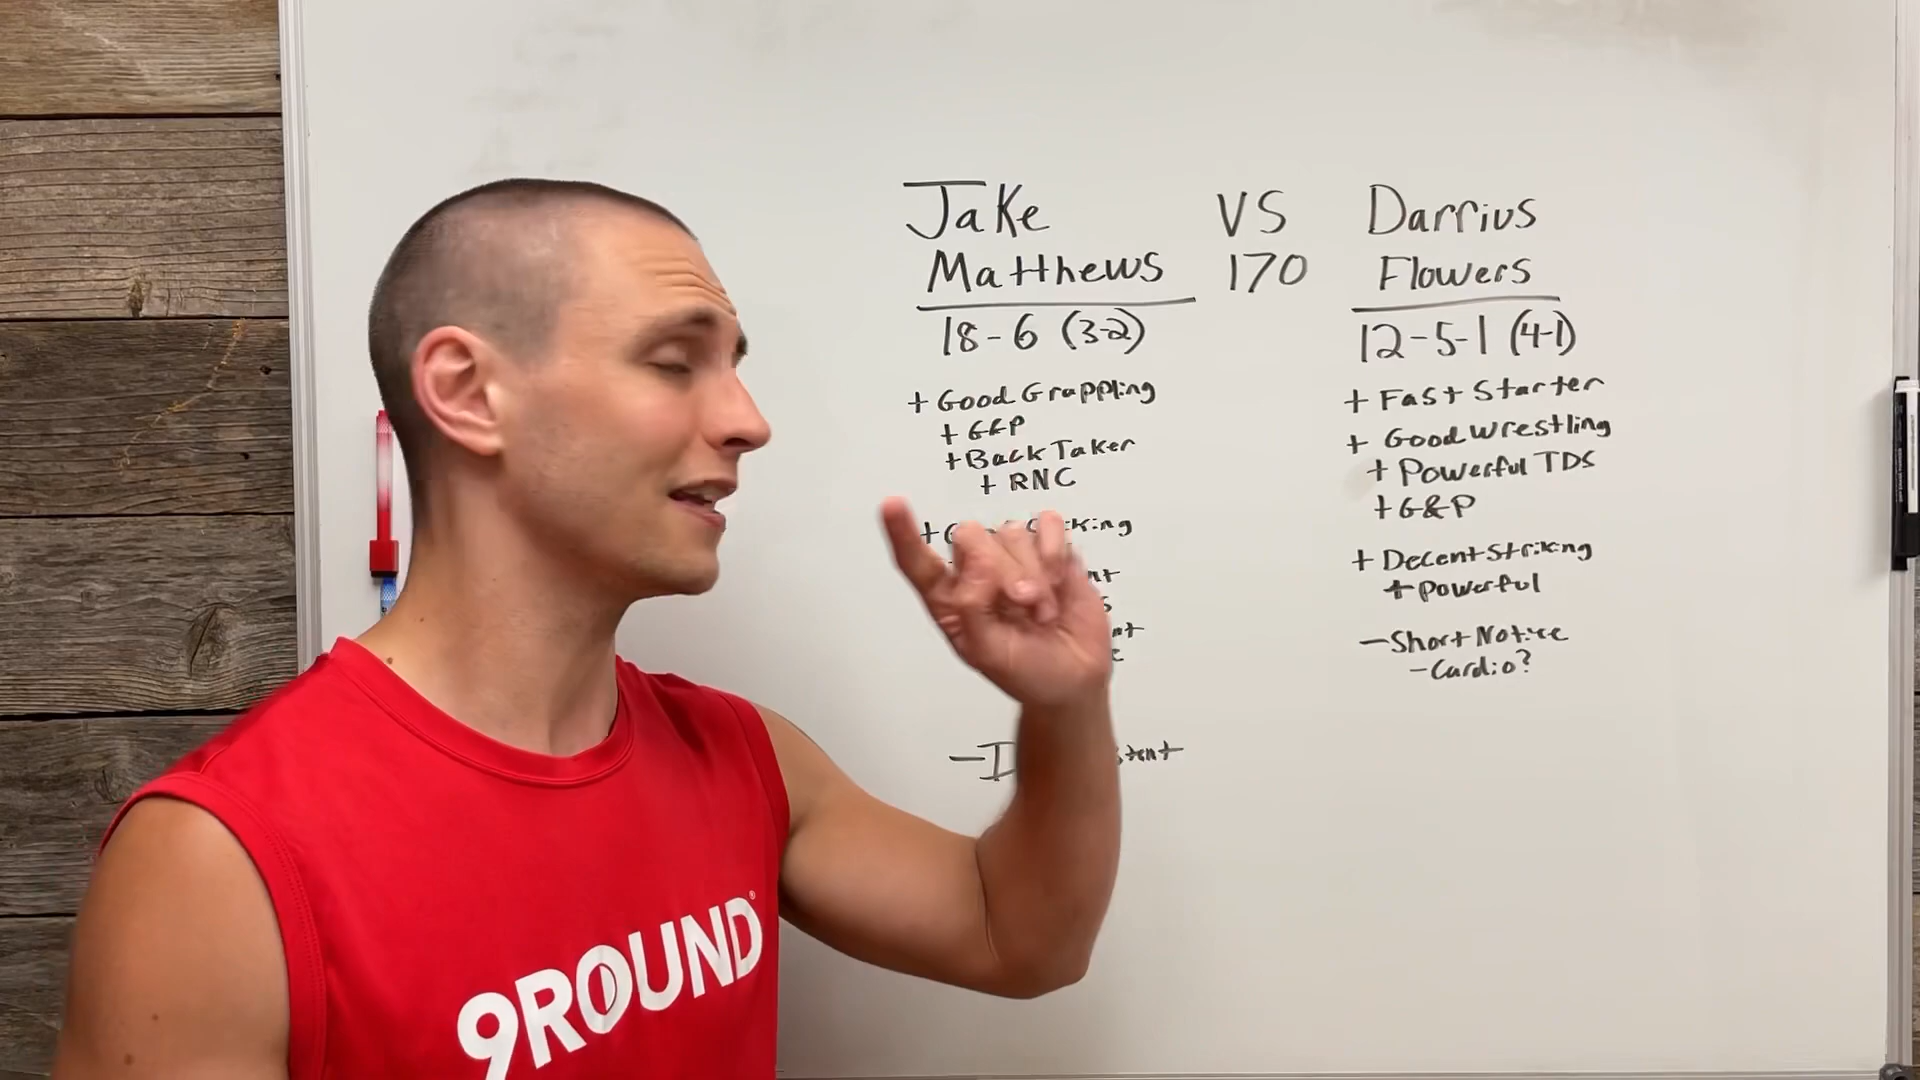 Jake VS Darrius
Matthews 170 Flowers
18-6 (3-2)
+ Good Grappling
+ G&P
+ Back Taker
+ RNC
12-5-1 (4-1)
+ Fast Starter
+ Good Wrestling
+ Powerful TDS
+ G&P
+ Decent Striking
+ Powerful
- Short Notice
- Cardio?
9ROUND®